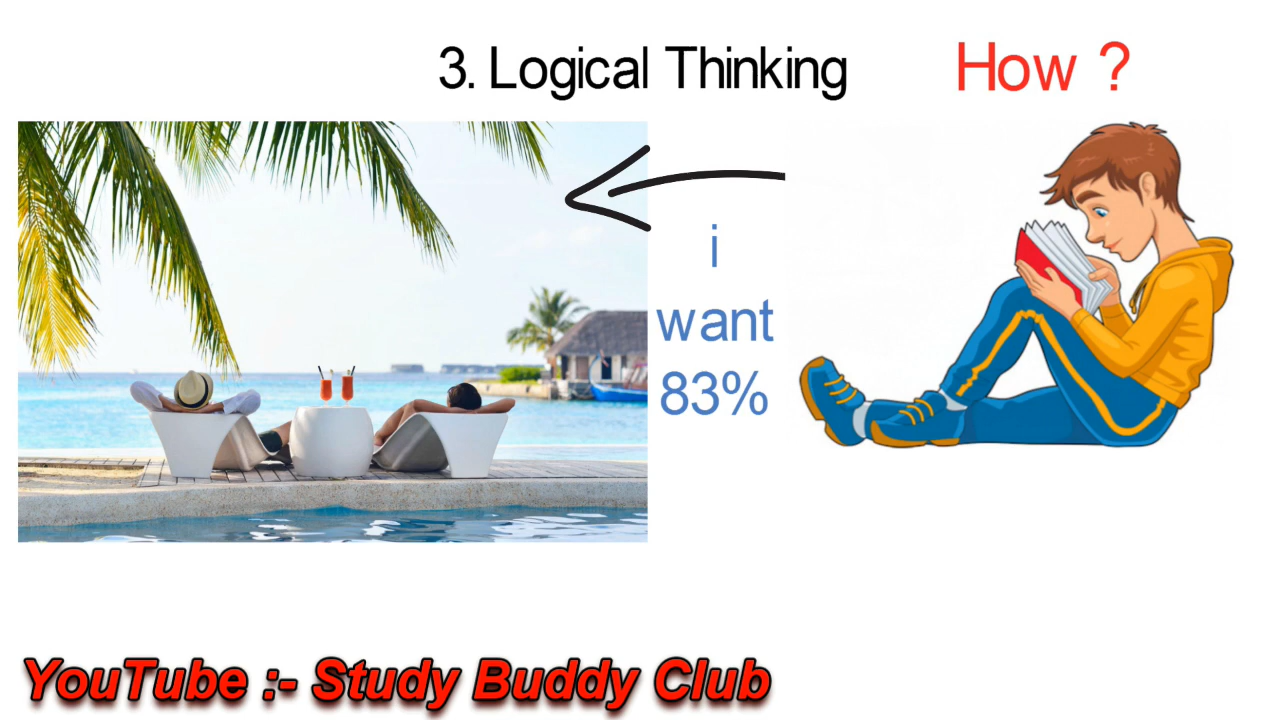 3. Logical Thinking
How ?
i
want
83%
YouTube :- Study Buddy Club